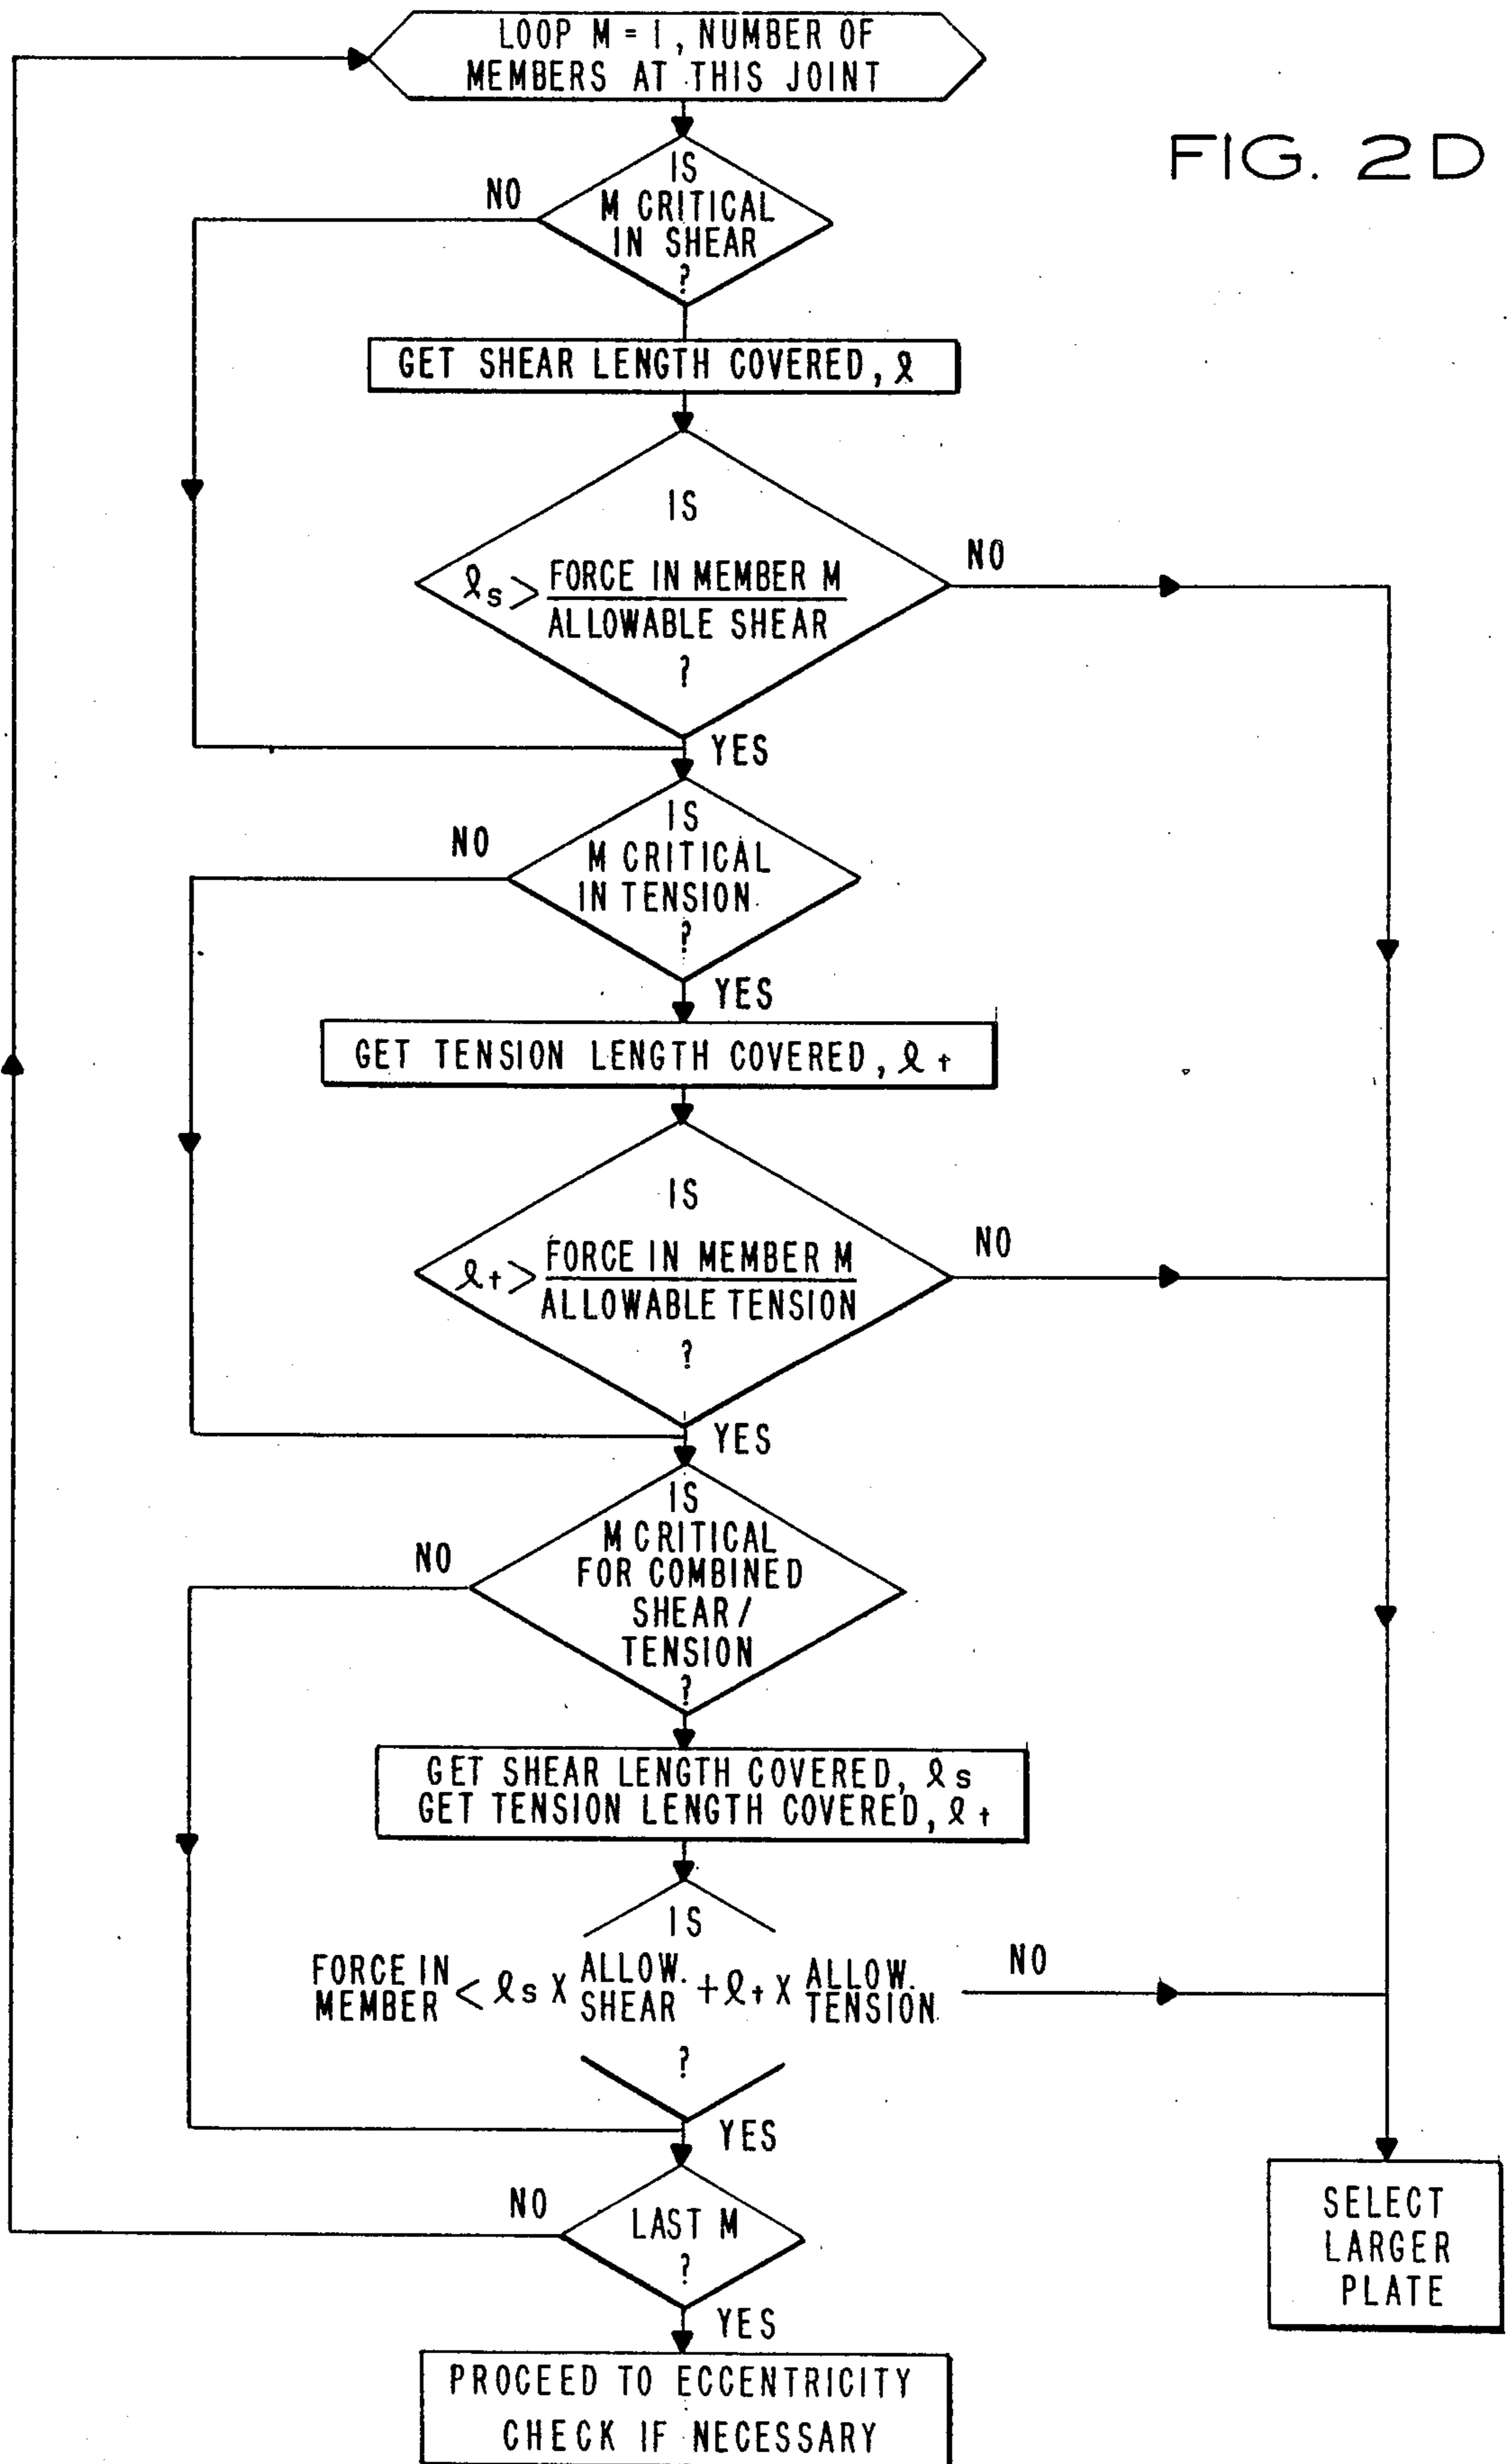 LOOP M = 1, NUMBER OF
MEMBERS AT THIS JOINT
FIG. 2D
IS
M CRITICAL
IN SHEAR
?
NO
GET SHEAR LENGTH COVERED, ℓ
IS
ℓs > FORCE IN MEMBER M
ALLOWABLE SHEAR
?
NO
YES
IS
M CRITICAL
IN TENSION
?
NO
YES
GET TENSION LENGTH COVERED, ℓt
IS
ℓt > FORCE IN MEMBER M
ALLOWABLE TENSION
?
NO
YES
IS
M CRITICAL
FOR COMBINED
SHEAR/
TENSION
?
NO
GET SHEAR LENGTH COVERED, ℓs
GET TENSION LENGTH COVERED, ℓt
IS
FORCE IN MEMBER < ℓs X ALLOW. SHEAR + ℓt X ALLOW. TENSION
?
NO
YES
LAST M
?
NO
YES
SELECT
LARGER
PLATE
PROCEED TO ECCENTRICITY
CHECK IF NECESSARY